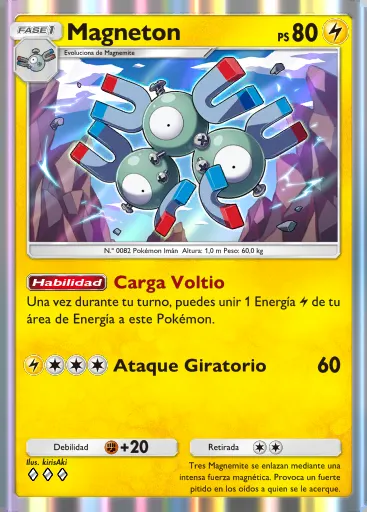 FASE 1
Magneton
PS 80
Evoluciona de Magnemite
N.º 0082 Pokémon Imán Altura: 1,0 m Peso: 60,0 kg
Habilidad Carga Voltio
Una vez durante tu turno, puedes unir 1 Energía de tu
área de Energía a este Pokémon.
Ataque Giratorio 60
Debilidad +20
Retirada
Ilus. kirisAki
Tres Magnemite se enlazan mediante una
intensa fuerza magnética. Provoca un fuerte
pitido en los oídos a quien se le acerque.